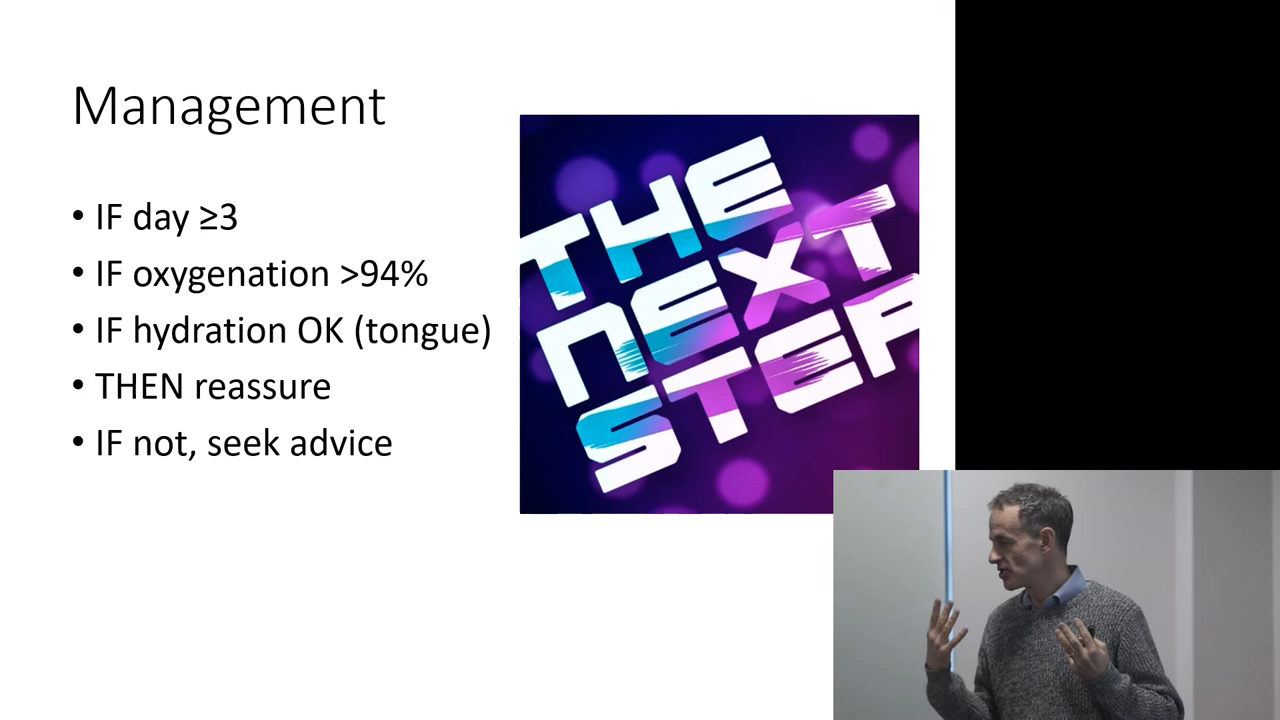 Management
• IF day ≥3
• IF oxygenation >94%
• IF hydration OK (tongue)
• THEN reassure
• IF not, seek advice
THE
NEXT
STEP